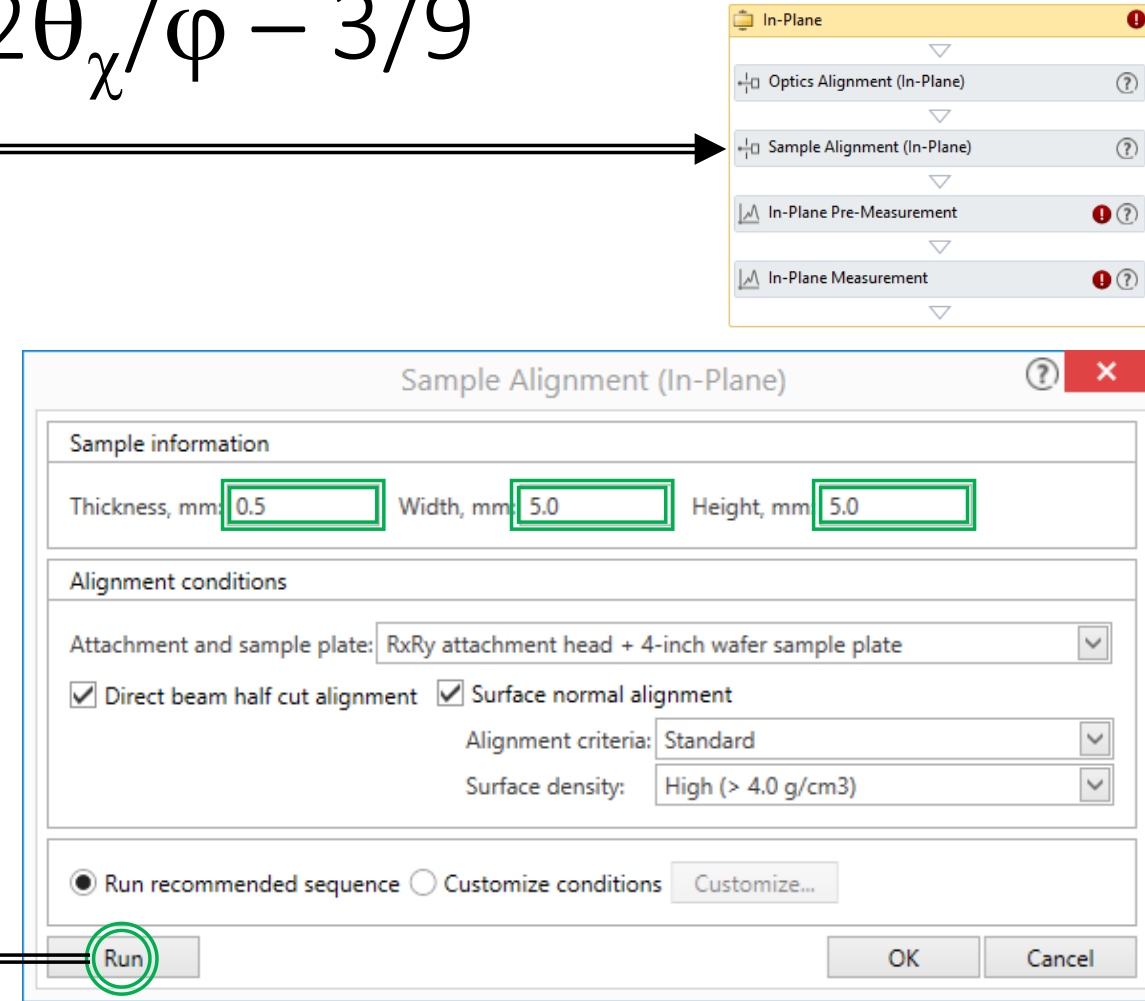 2θχ/φ – 3/9
In-Plane
Optics Alignment (In-Plane)
Sample Alignment (In-Plane)
In-Plane Pre-Measurement
In-Plane Measurement
Sample Alignment (In-Plane)
Sample information
Thickness, mm: 0.5 Width, mm: 5.0 Height, mm: 5.0
Alignment conditions
Attachment and sample plate: RxRy attachment head + 4-inch wafer sample plate
Direct beam half cut alignment Surface normal alignment
Alignment criteria: Standard
Surface density: High (> 4.0 g/cm3)
Run recommended sequence Customize conditions Customize...
Run OK Cancel